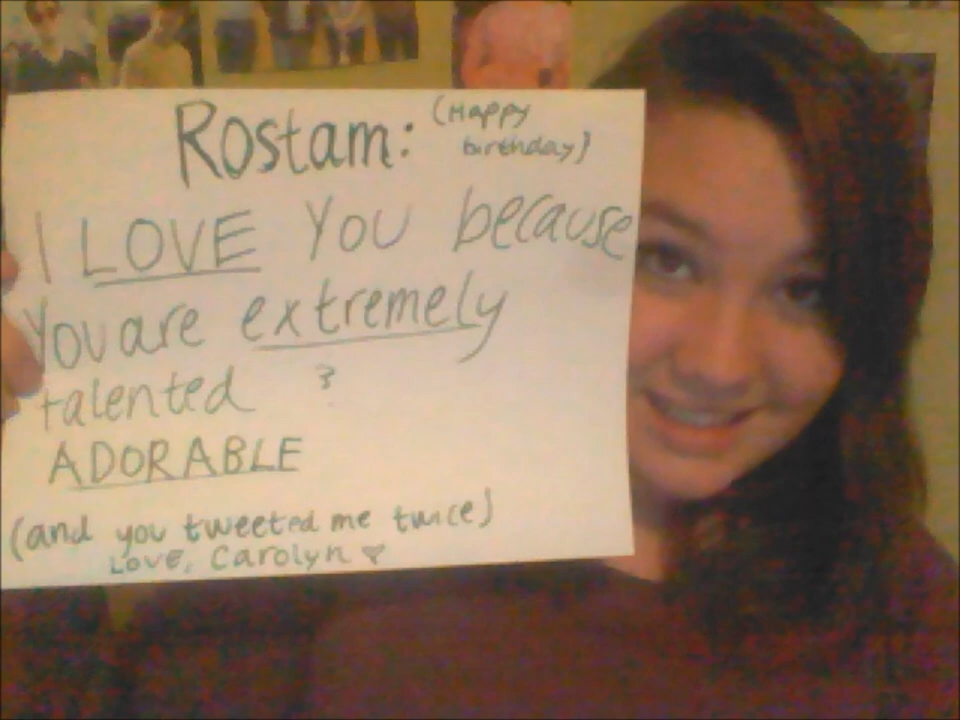 Rostam: (Happy birthday)
I LOVE You because
You are extremely
talented &
ADORABLE
(and you tweeted me twice)
Love, Carolyn ♥